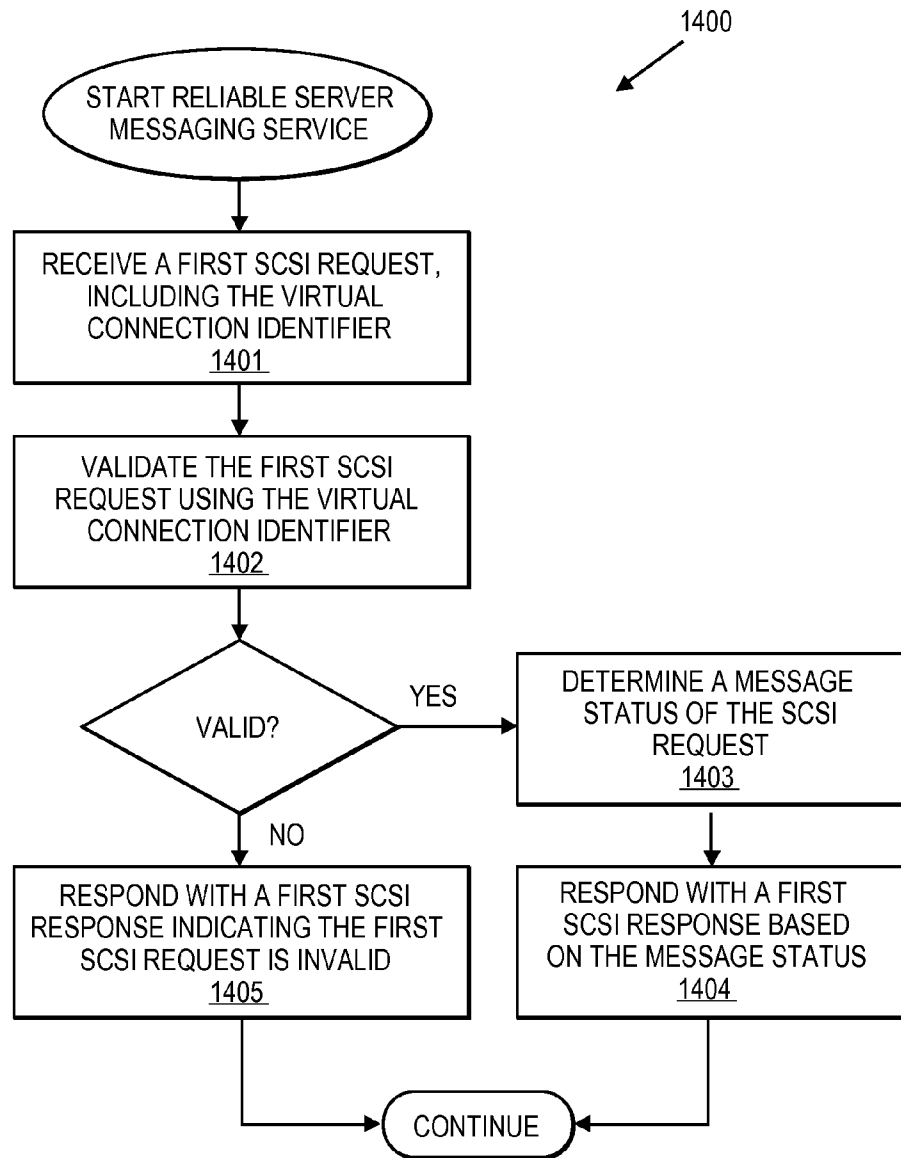 1400
START RELIABLE SERVER
MESSAGING SERVICE
RECEIVE A FIRST SCSI REQUEST,
INCLUDING THE VIRTUAL
CONNECTION IDENTIFIER
1401
VALIDATE THE FIRST SCSI
REQUEST USING THE VIRTUAL
CONNECTION IDENTIFIER
1402
VALID?
YES
DETERMINE A MESSAGE
STATUS OF THE SCSI
REQUEST
1403
NO
RESPOND WITH A FIRST SCSI
RESPONSE INDICATING THE FIRST
SCSI REQUEST IS INVALID
1405
RESPOND WITH A FIRST
SCSI RESPONSE BASED
ON THE MESSAGE STATUS
1404
CONTINUE